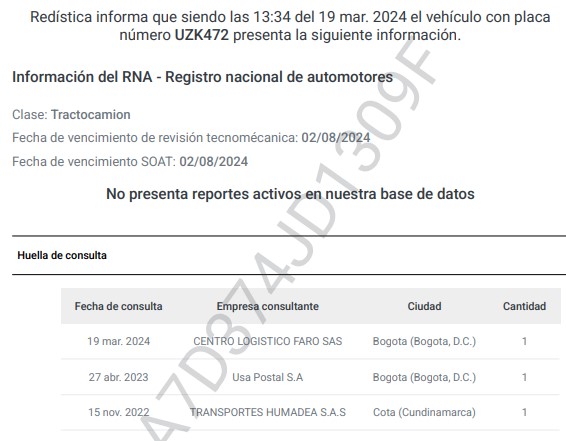 Redística informa que siendo las 13:34 del 19 mar. 2024 el vehículo con placa
número UZK472 presenta la siguiente información.
Información del RNA - Registro nacional de automotores
Clase: Tractocamion
Fecha de vencimiento de revisión tecnomécanica: 02/08/2024
Fecha de vencimiento SOAT: 02/08/2024
No presenta reportes activos en nuestra base de datos
Huella de consulta
Fecha de consulta Empresa consultante Ciudad Cantidad
19 mar. 2024 CENTRO LOGISTICO FARO SAS Bogota (Bogota, D.C.) 1
27 abr. 2023 Usa Postal S.A Bogota (Bogota, D.C.) 1
15 nov. 2022 TRANSPORTES HUMADEA S.A.S Cota (Cundinamarca) 1
A7D374JD1309F